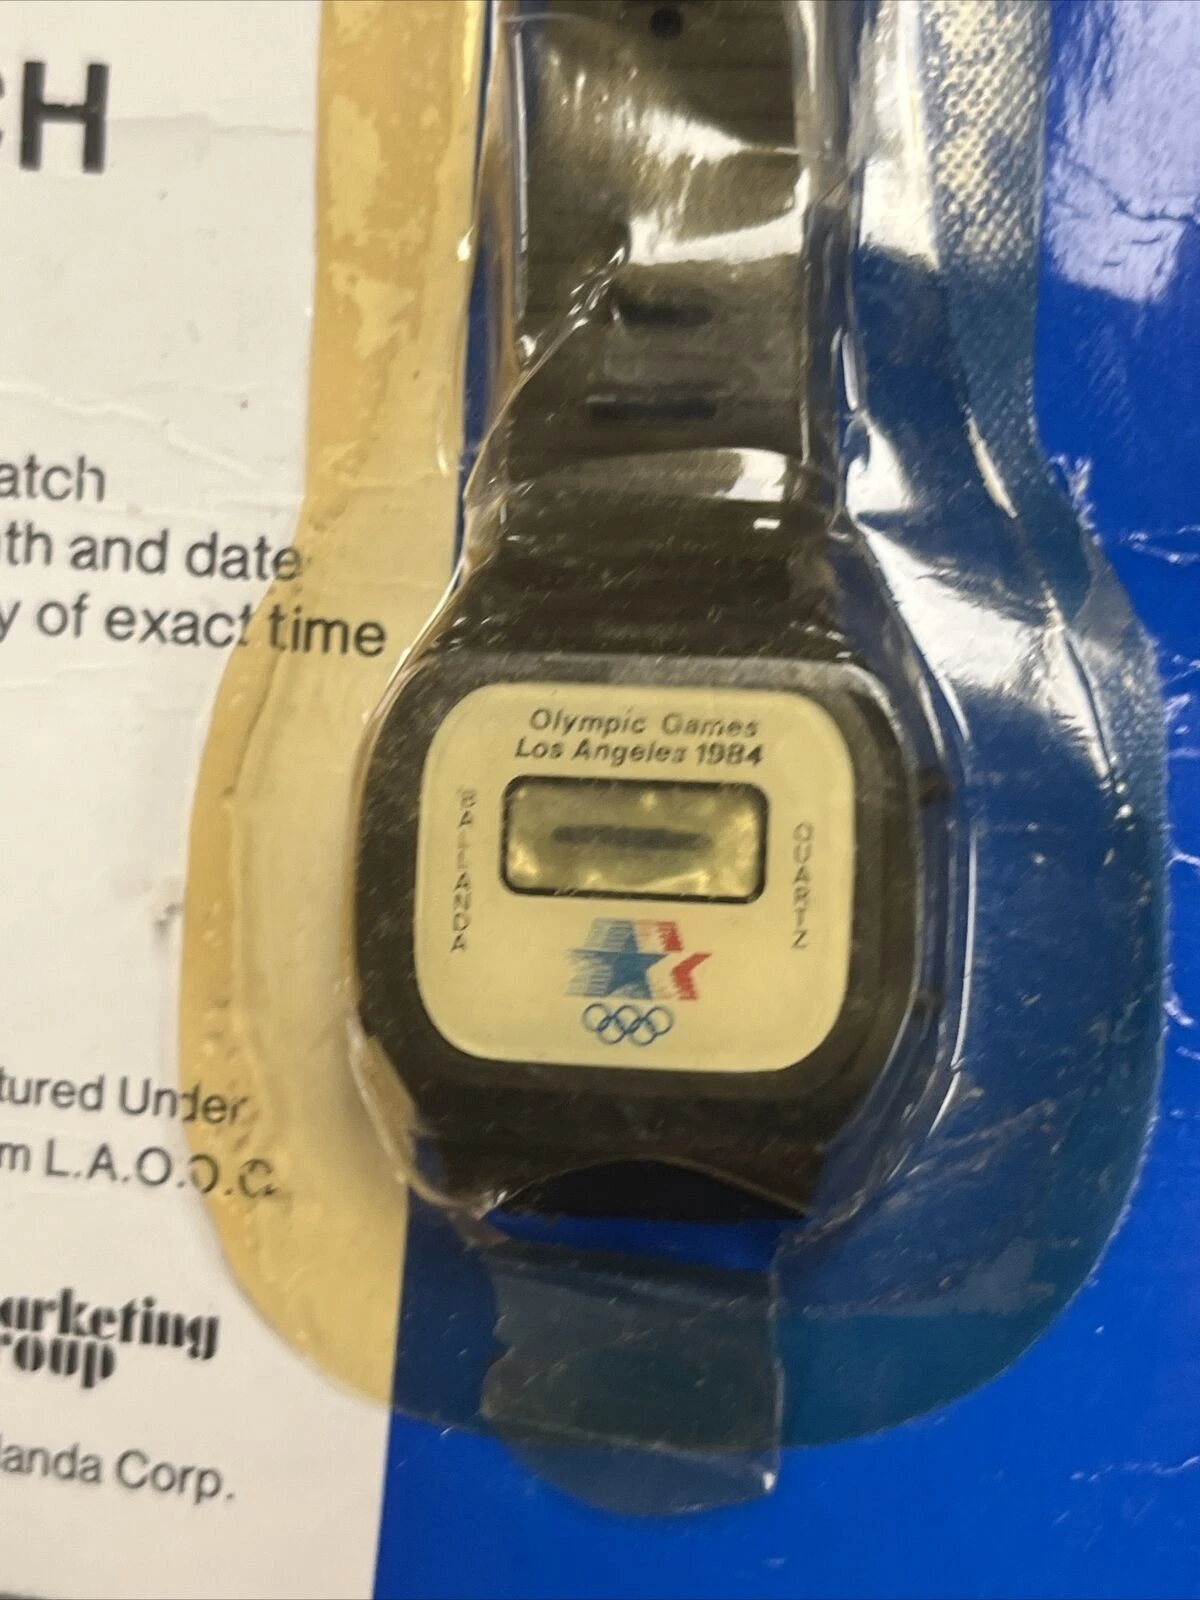 CH
atch
th and date
y of exact time
Olympic Games
Los Angeles 1984
BALLANDA
QUARTZ
tured Under
m L.A.O.O.C.
arketing
roup
landa Corp.